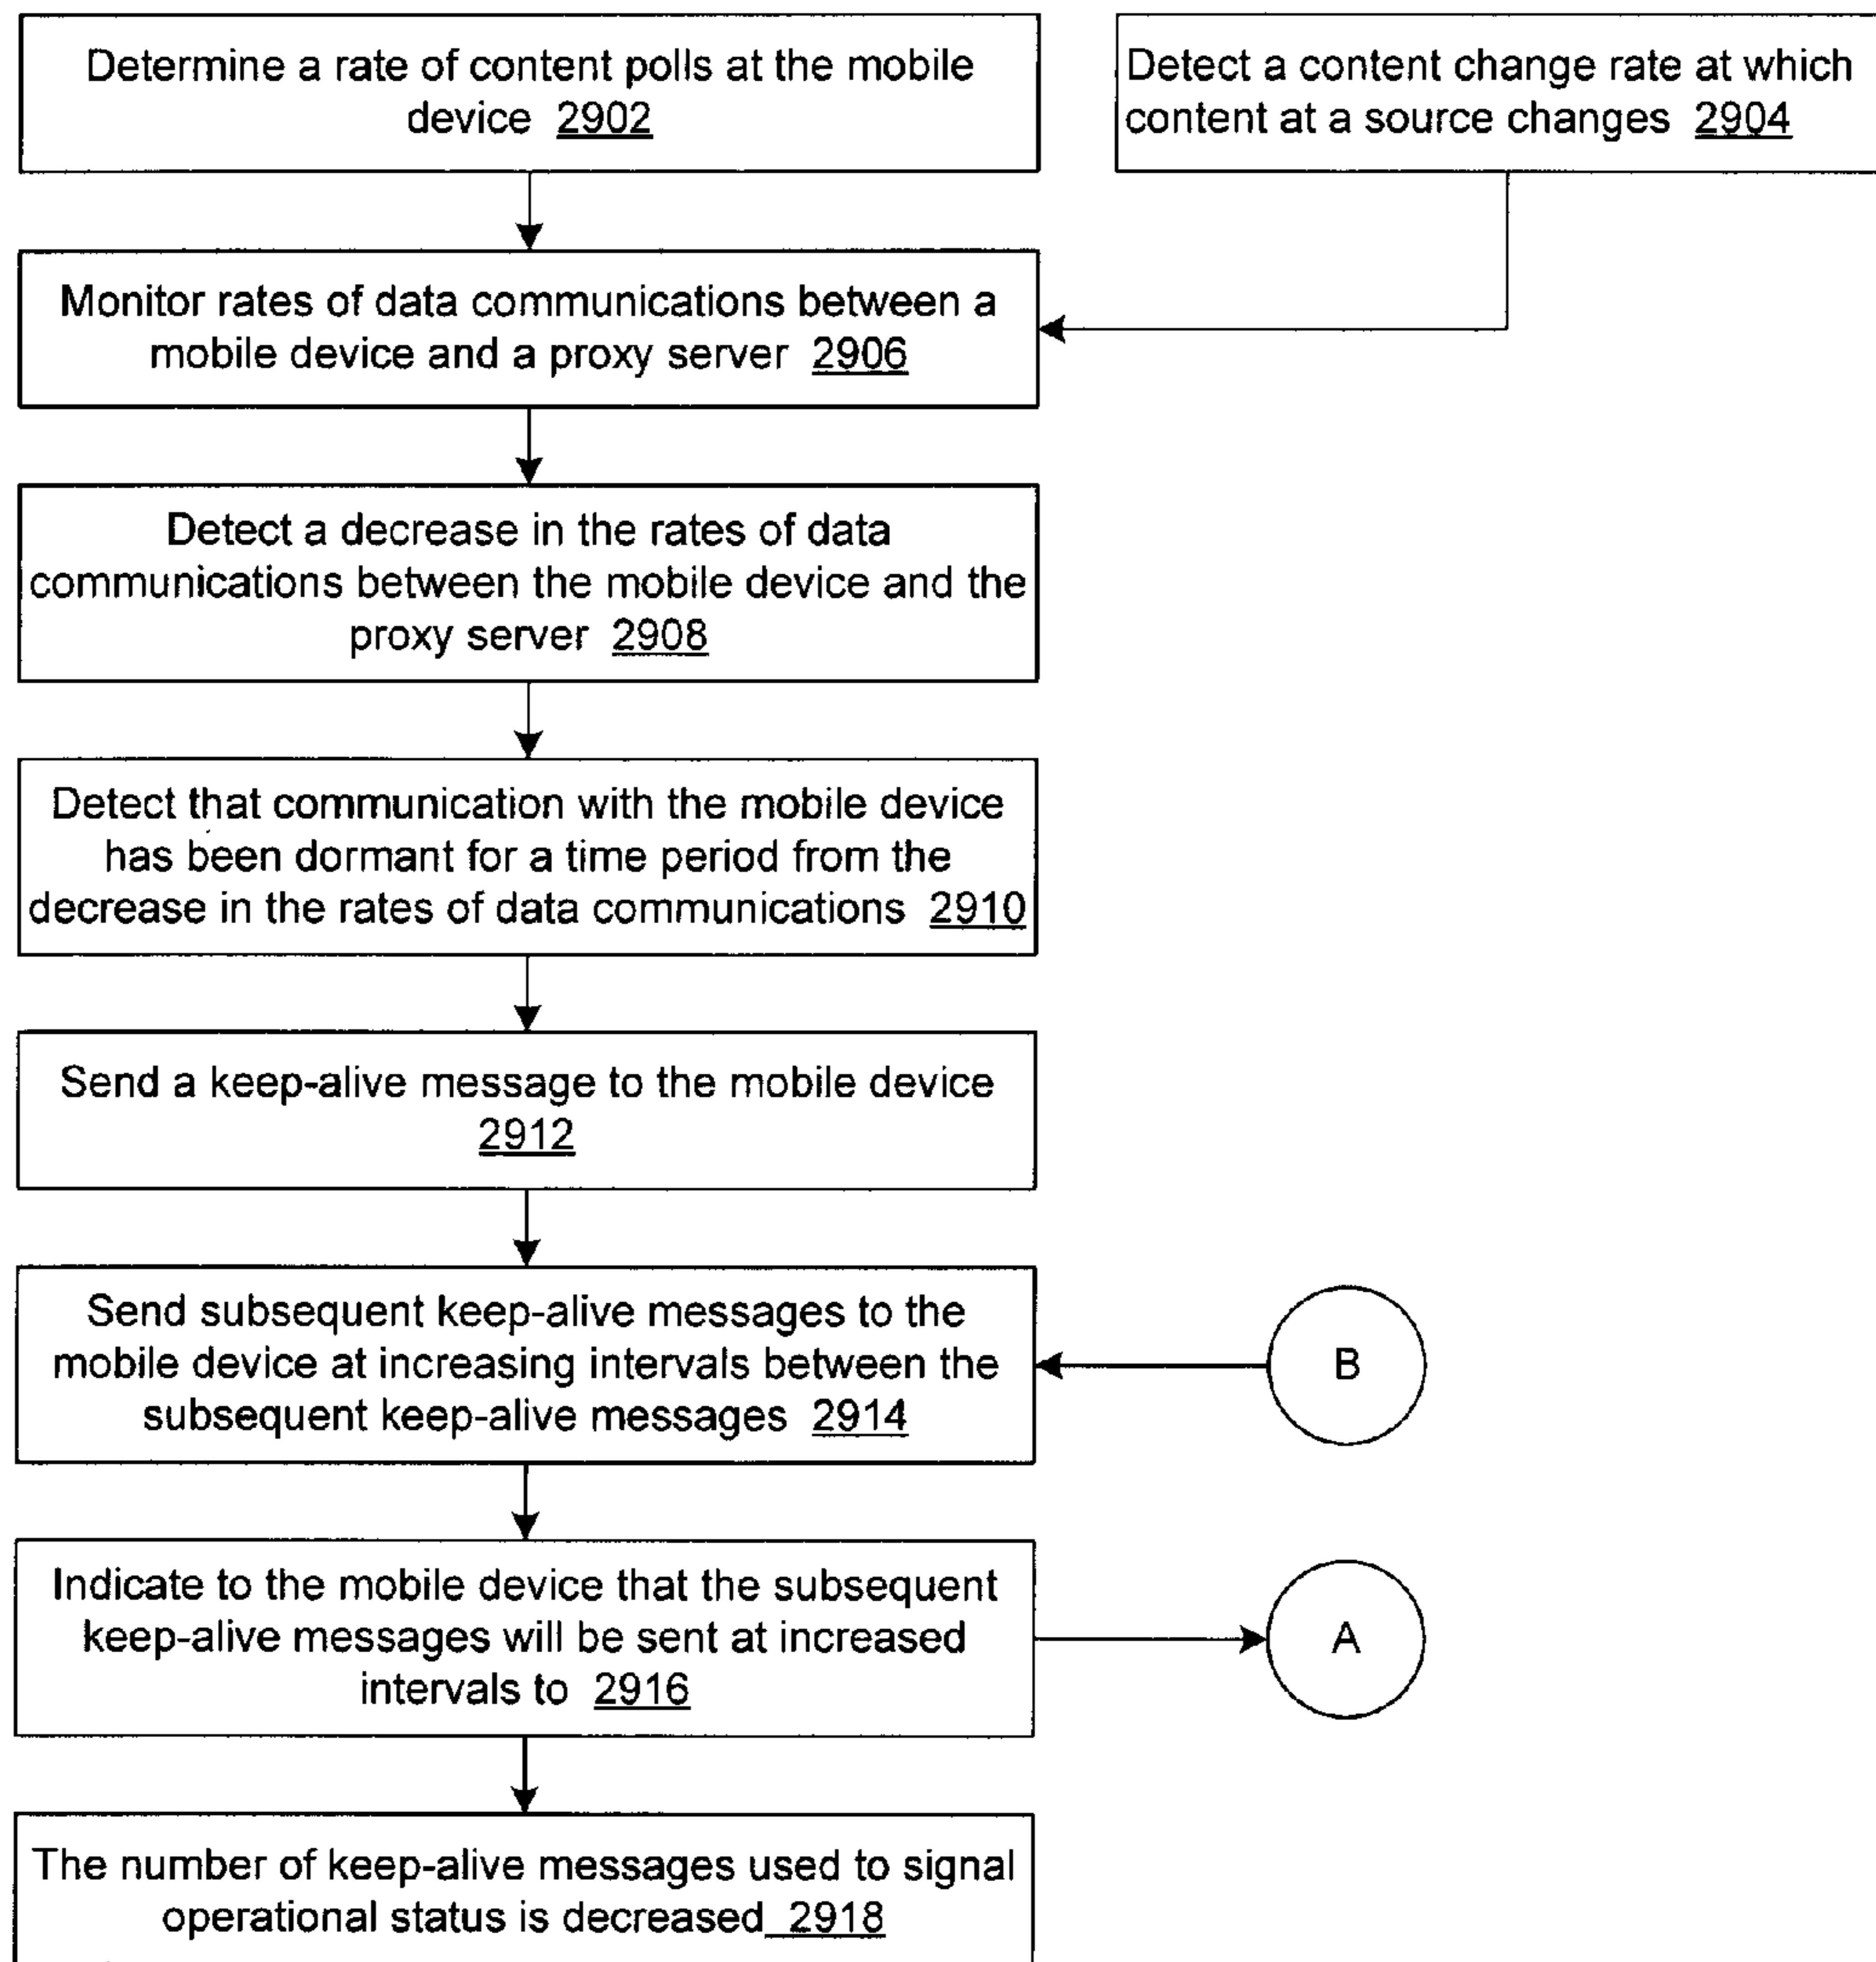 Determine a rate of content polls at the mobile
device 2902
Detect a content change rate at which
content at a source changes 2904
Monitor rates of data communications between a
mobile device and a proxy server 2906
Detect a decrease in the rates of data
communications between the mobile device and the
proxy server 2908
Detect that communication with the mobile device
has been dormant for a time period from the
decrease in the rates of data communications 2910
Send a keep-alive message to the mobile device
2912
Send subsequent keep-alive messages to the
mobile device at increasing intervals between the
subsequent keep-alive messages 2914
B
Indicate to the mobile device that the subsequent
keep-alive messages will be sent at increased
intervals to 2916
A
The number of keep-alive messages used to signal
operational status is decreased 2918